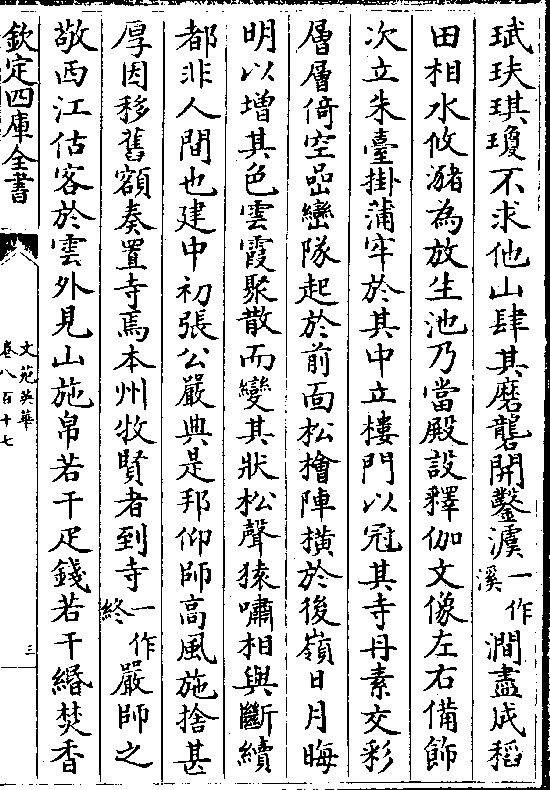 珷玞琪瓊不求他山肆其磨礱開鑿濵一作溪澗盡成稻
田相水攸瀦為放生池乃當殿設釋伽文像左右備飾
次立朱臺掛蒲牢於其中立樓門以冠其寺丹素交彩
層層倚空喦巒隊起於前面松檜陣橫於後嶺日月晦
明以增其色雲霞聚散而變其狀松聲猿嘯相與斷續
都非人間也建中初張公嚴典是邦仰師高風施捨甚
厚因移舊額奏置寺焉本州牧賢者到寺一作終嚴師之
敬西江估客於雲外見山施帛若干疋錢若干緡焚香
欽定四庫全書
文苑英華
卷八百十七
三